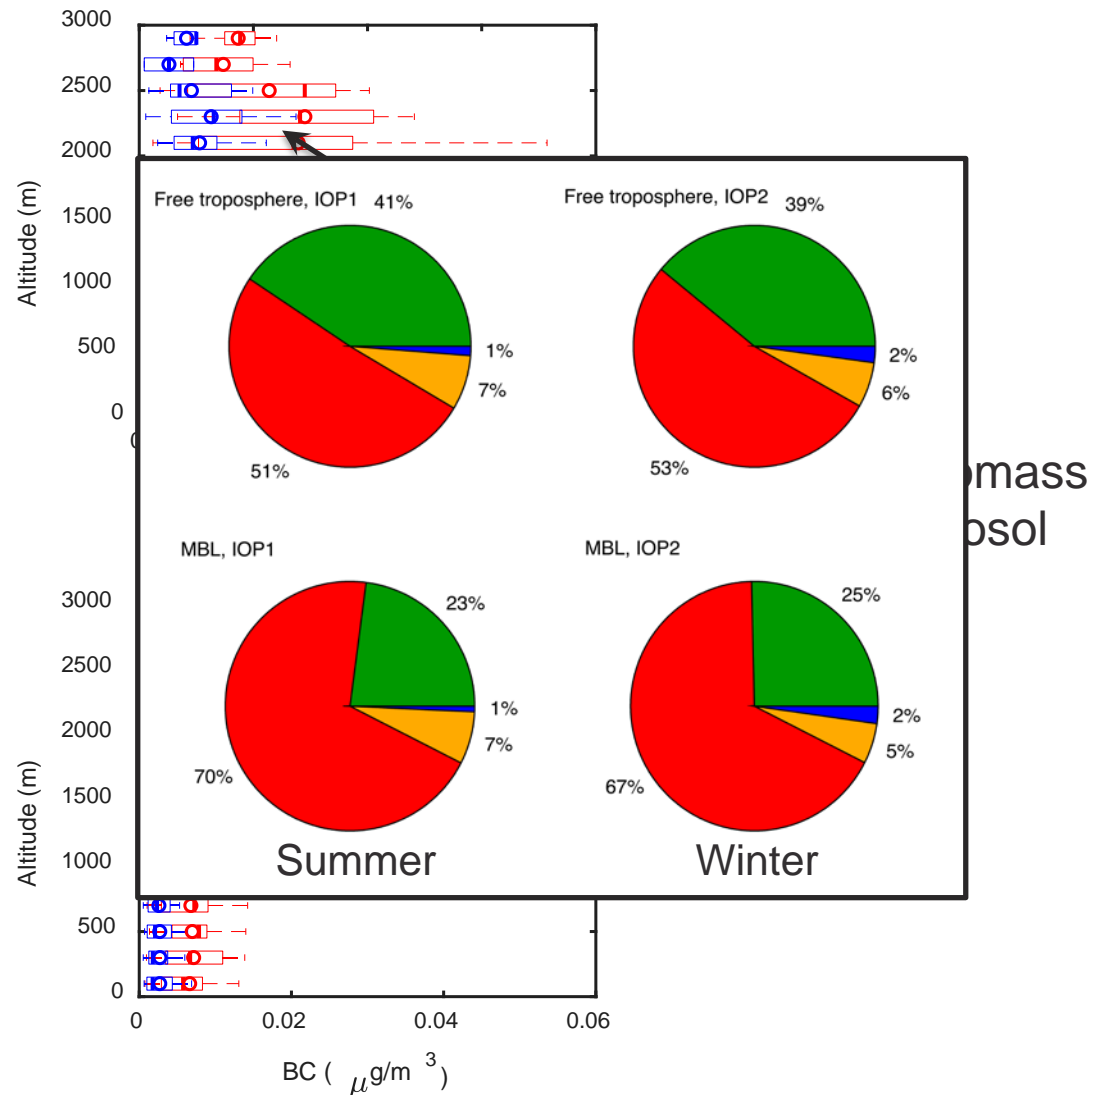 3000
2500
2000
1500
1000
500
0
Altitude (m)
Free troposphere, IOP1 41%
1%
7%
51%
Free troposphere, IOP2 39%
2%
6%
53%
MBL, IOP1
23%
1%
7%
70%
Summer
MBL, IOP2
25%
2%
5%
67%
Winter
3000
2500
2000
1500
1000
500
0
Altitude (m)
0 0.02 0.04 0.06
BC ( μg/m ³)